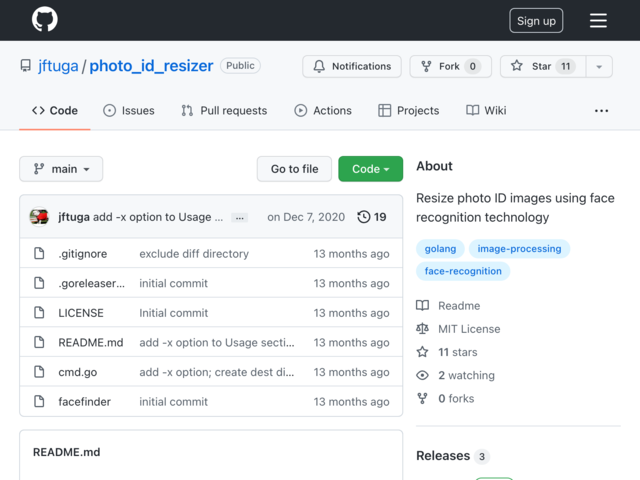 Sign up
jftuga / photo_id_resizer Public
Notifications
Fork 0
Star 11
Code
Issues
Pull requests
Actions
Projects
Wiki
main
Go to file
Code
jftuga add -x option to Usage ... on Dec 7, 2020 19
.gitignore exclude diff directory 13 months ago
.goreleaser... initial commit 13 months ago
LICENSE Initial commit 13 months ago
README.md add -x option to Usage secti... 13 months ago
cmd.go add -x option; create dest di... 13 months ago
facefinder initial commit 13 months ago
README.md
About
Resize photo ID images using face
recognition technology
golang image-processing
face-recognition
Readme
MIT License
11 stars
2 watching
0 forks
Releases 3